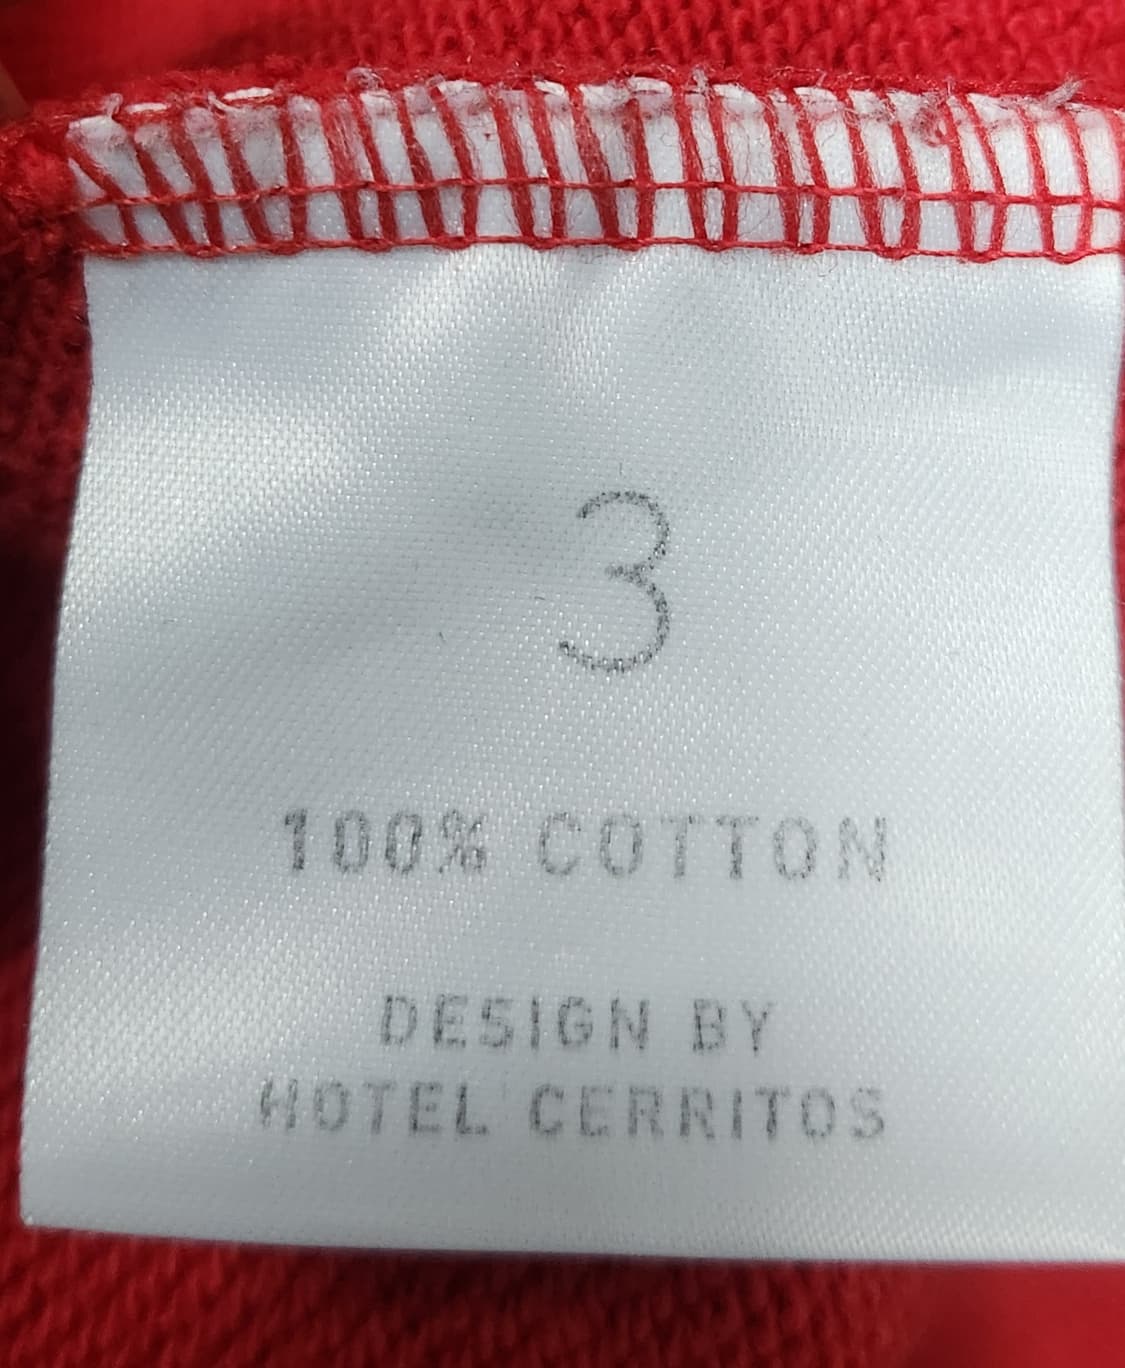 3
100% COTTON
DESIGN BY
HOTEL CERRITOS